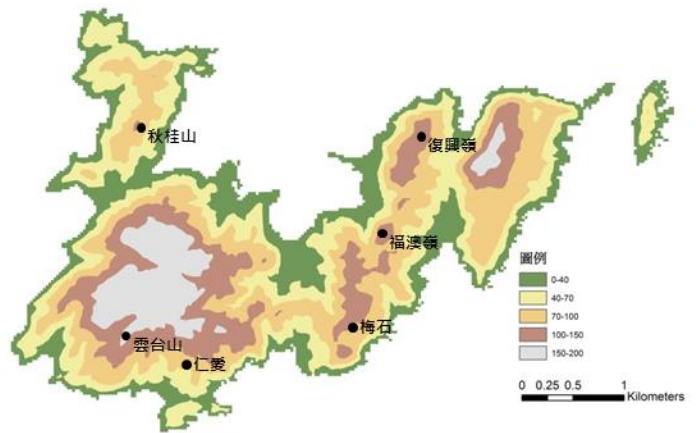 秋桂山
復興嶺
福澳嶺
圖例
0-40
40-70
70-100
100-150
150-200
梅石
雲台山
仁愛
0 0.25 0.5 1
Kilometers